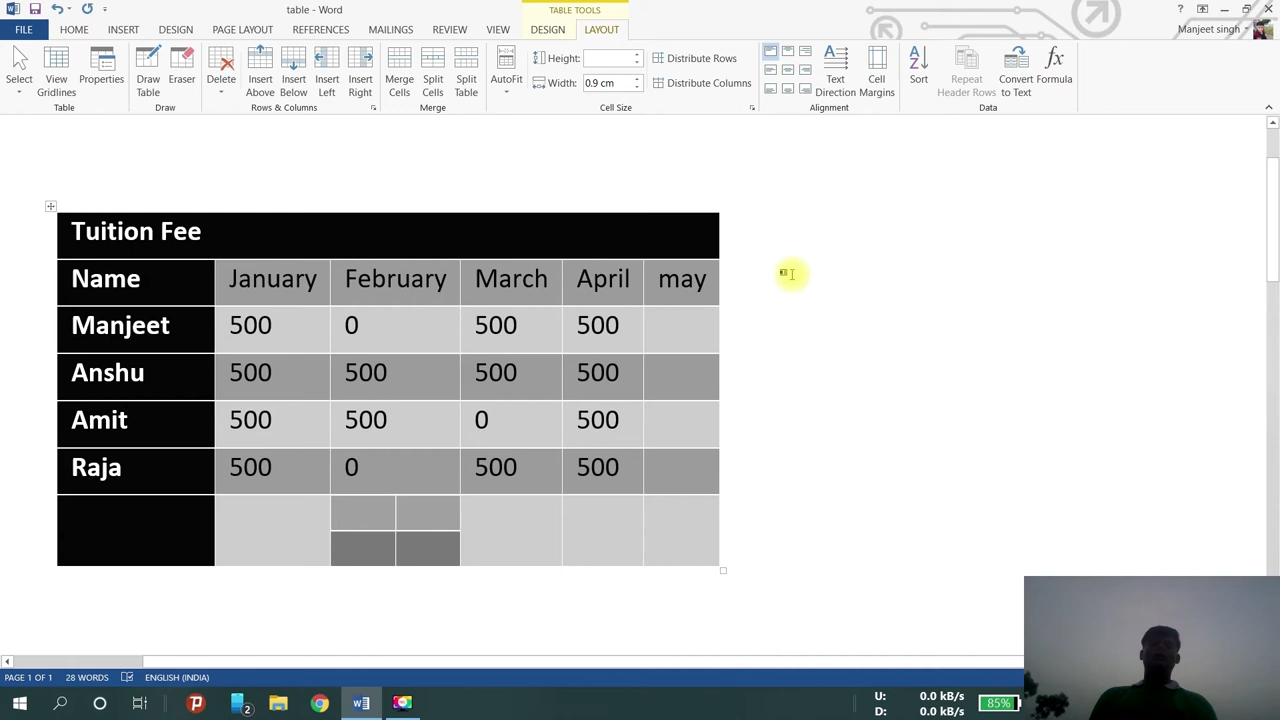 table - Word
TABLE TOOLS
?
FILE HOME INSERT DESIGN PAGE LAYOUT REFERENCES MAILINGS REVIEW VIEW DESIGN LAYOUT
Manjeet singh
Select
View Gridlines
Properties
Table
Draw Table
Eraser
Draw
Delete
Insert Above
Insert Below
Insert Left
Insert Right
Rows & Columns
Merge Cells
Split Cells
Split Table
Merge
AutoFit
Height:
Width: 0.9 cm
Distribute Rows
Distribute Columns
Cell Size
Text Direction
Cell Margins
Alignment
Sort
Repeat Header Rows
Convert to Text
fx
Formula
Data
Tuition Fee
Name January February March April may
Manjeet 500 0 500 500
Anshu 500 500 500 500
Amit 500 500 0 500
Raja 500 0 500 500
PAGE 1 OF 1 28 WORDS ENGLISH (INDIA)
2
U: 0.0 kB/s
D: 0.0 kB/s
85%